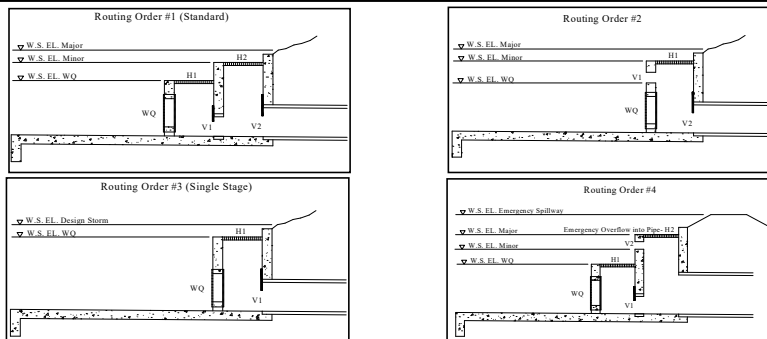 Routing Order #1 (Standard)
W.S. EL. Major
H2
W.S. EL. Minor
H1
W.S. EL. WQ
WQ
V1
V2
Routing Order #2
W.S. EL. Major
W.S. EL. Minor
H1
W.S. EL. WQ
V1
WQ
V2
Routing Order #3 (Single Stage)
W.S. EL. Design Storm
W.S. EL. WQ
H1
WQ
V1
Routing Order #4
W.S. EL. Emergency Spillway
W.S. EL. Major
Emergency Overflow into Pipe- H2
W.S. EL. Minor
V2
W.S. EL. WQ
H1
WQ
V1